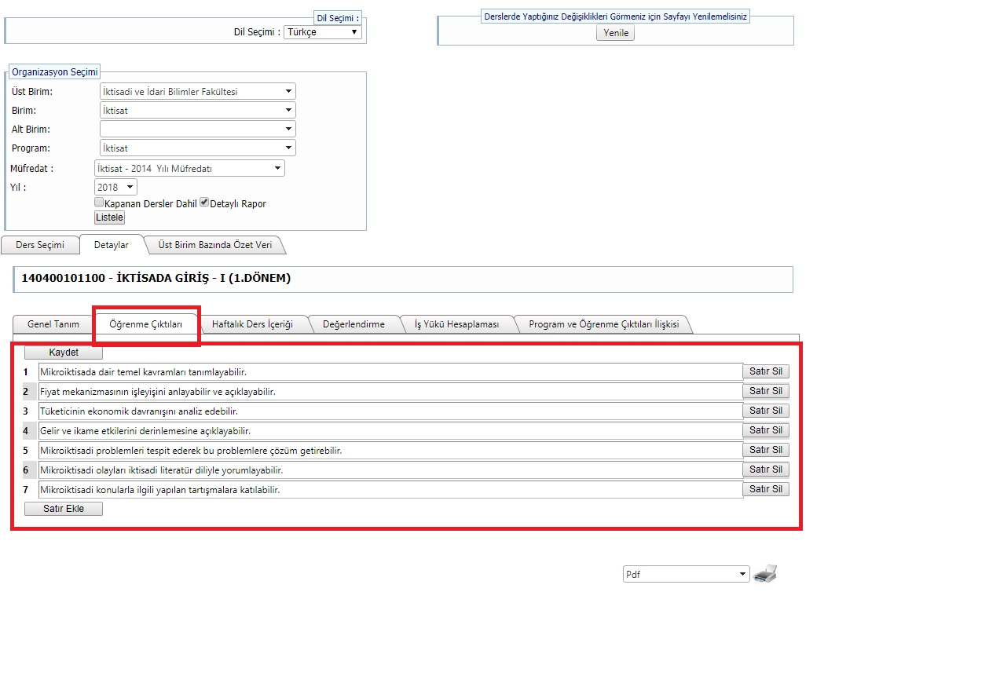 Dil Seçimi :
Dil Seçimi : Türkçe
Derslerde Yaptığınız Değişiklikleri Görmeniz için Sayfayı Yenilemelisiniz
Yenile
Organizasyon Seçimi
Üst Birim: İktisadi ve İdari Bilimler Fakültesi
Birim: İktisat
Alt Birim:
Program: İktisat
Müfredat : İktisat - 2014 Yılı Müfredatı
Yıl : 2018
Kapanan Dersler Dahil Detaylı Rapor
Listele
Ders Seçimi Detaylar Üst Birim Bazında Özet Veri
140400101100 - İKTİSADA GİRİŞ - I (1.DÖNEM)
Genel Tanım Öğrenme Çıktıları Haftalık Ders İçeriği Değerlendirme İş Yükü Hesaplaması Program ve Öğrenme Çıktıları İlişkisi
Kaydet
1 Mikroiktisada dair temel kavramları tanımlayabilir. Satır Sil
2 Fiyat mekanizmasının işleyişini anlayabilir ve açıklayabilir. Satır Sil
3 Tüketicinin ekonomik davranışını analiz edebilir. Satır Sil
4 Gelir ve ikame etkilerini derinlemesine açıklayabilir. Satır Sil
5 Mikroiktisadi problemleri tespit ederek bu problemlere çözüm getirebilir. Satır Sil
6 Mikroiktisadi olayları iktisadi literatür diliyle yorumlayabilir. Satır Sil
7 Mikroiktisadi konularla ilgili yapılan tartışmalara katılabilir. Satır Sil
Satır Ekle
Pdf